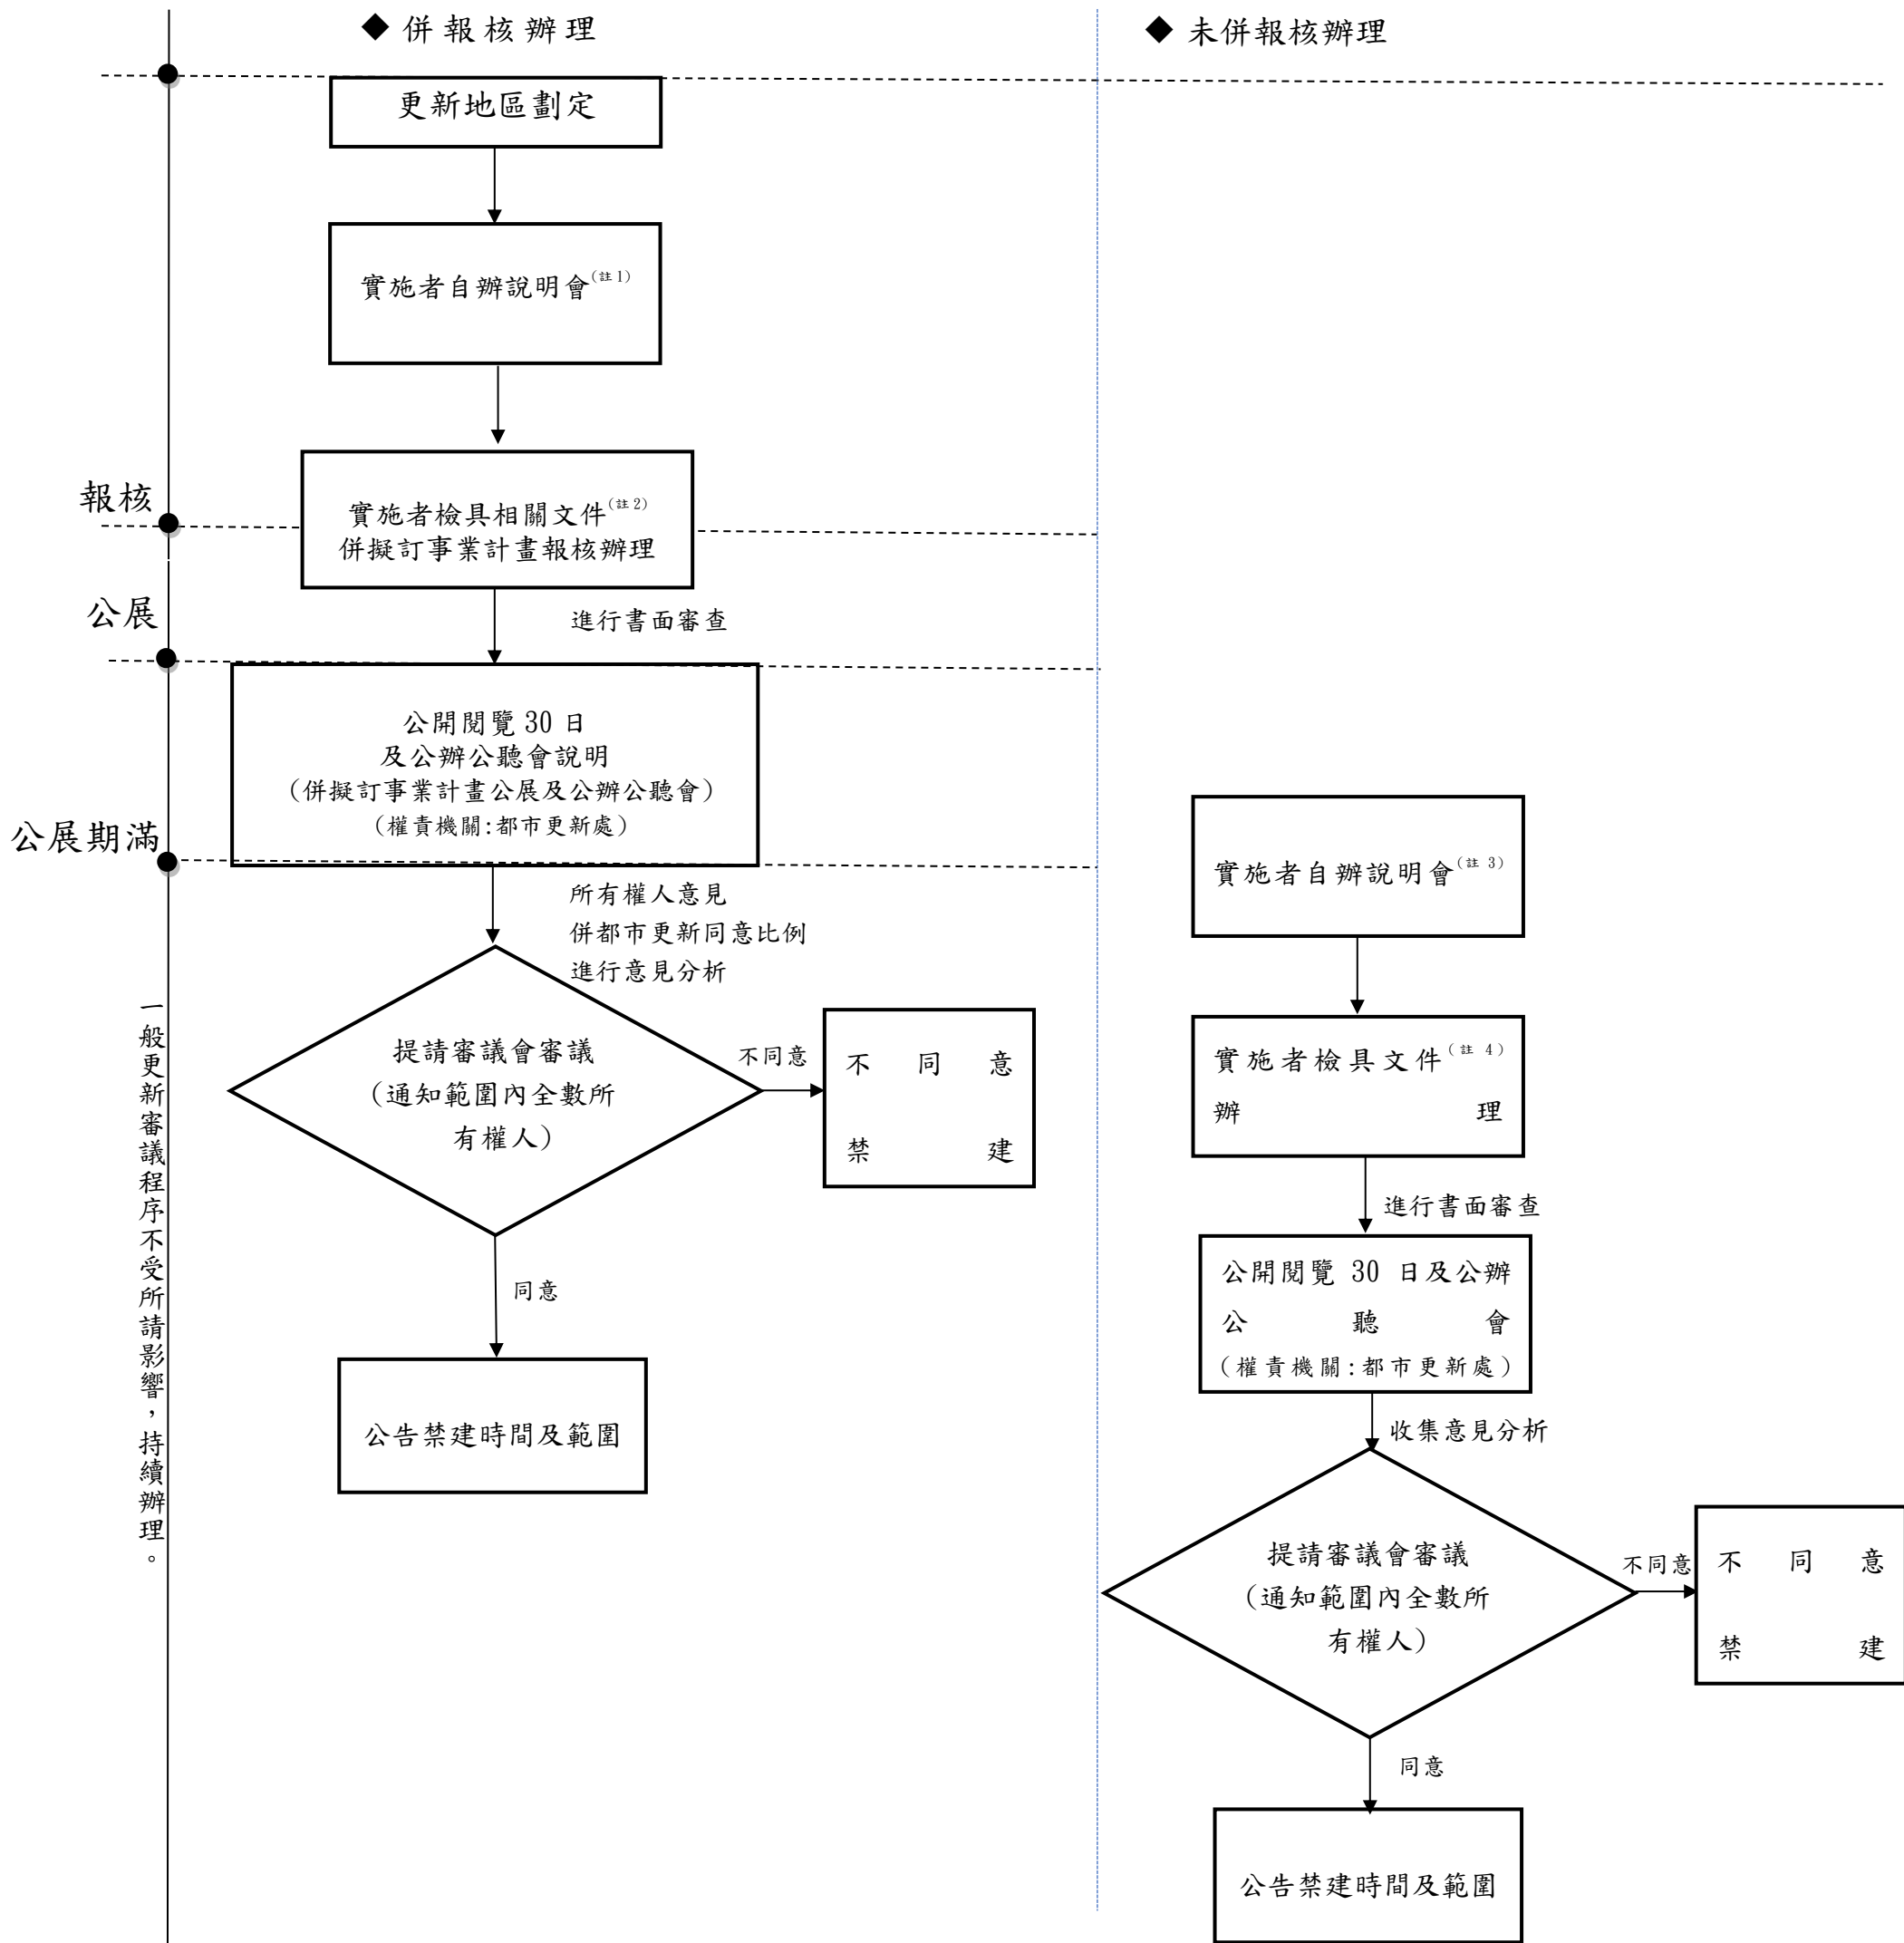 ◆ 併報核辦理
更新地區劃定
實施者自辦說明會(註1)
報核
實施者檢具相關文件(註2)
併擬訂事業計畫報核辦理
公展
進行書面審查
公開閱覽 30 日
及公辦公聽會說明
(併擬訂事業計畫公展及公辦公聽會)
(權責機關:都市更新處)
公展期滿
所有權人意見
併都市更新同意比例
進行意見分析
提請審議會審議
(通知範圍內全數所
有權人)
不同意
不同意
禁建
同意
公告禁建時間及範圍
一般更新審議程序不受所請影響，持續辦理。
◆ 未併報核辦理
實施者自辦說明會(註 3)
實施者檢具文件(註 4)
辦理
進行書面審查
公開閱覽 30 日及公辦
公聽會
(權責機關:都市更新處)
收集意見分析
提請審議會審議
(通知範圍內全數所
有權人)
不同意
不同意
禁建
同意
公告禁建時間及範圍